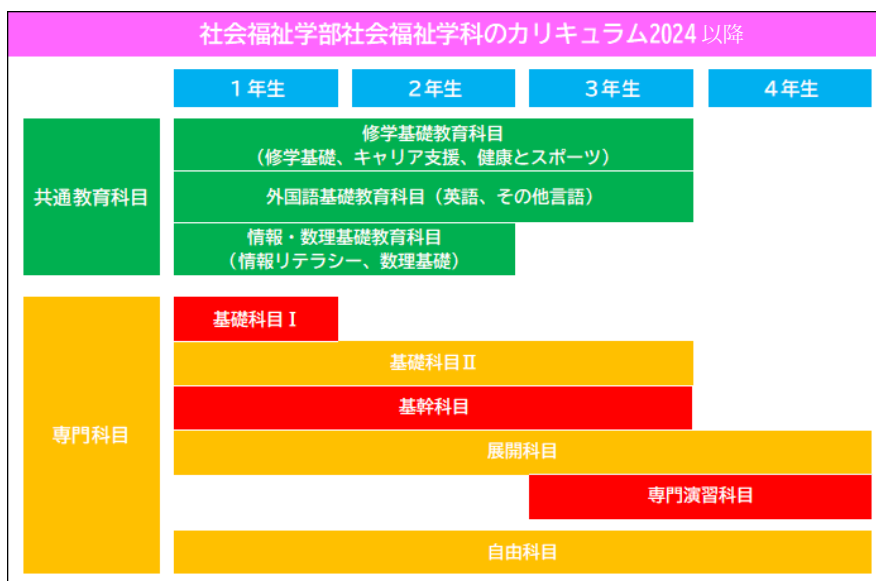 社会福祉学部社会福祉学科のカリキュラム2024以降
1年生
2年生
3年生
4年生
共通教育科目
修学基礎教育科目
（修学基礎、キャリア支援、健康とスポーツ）
外国語基礎教育科目（英語、その他言語）
情報・数理基礎教育科目
（情報リテラシー、数理基礎）
専門科目
基礎科目Ⅰ
基礎科目Ⅱ
基幹科目
展開科目
専門演習科目
自由科目